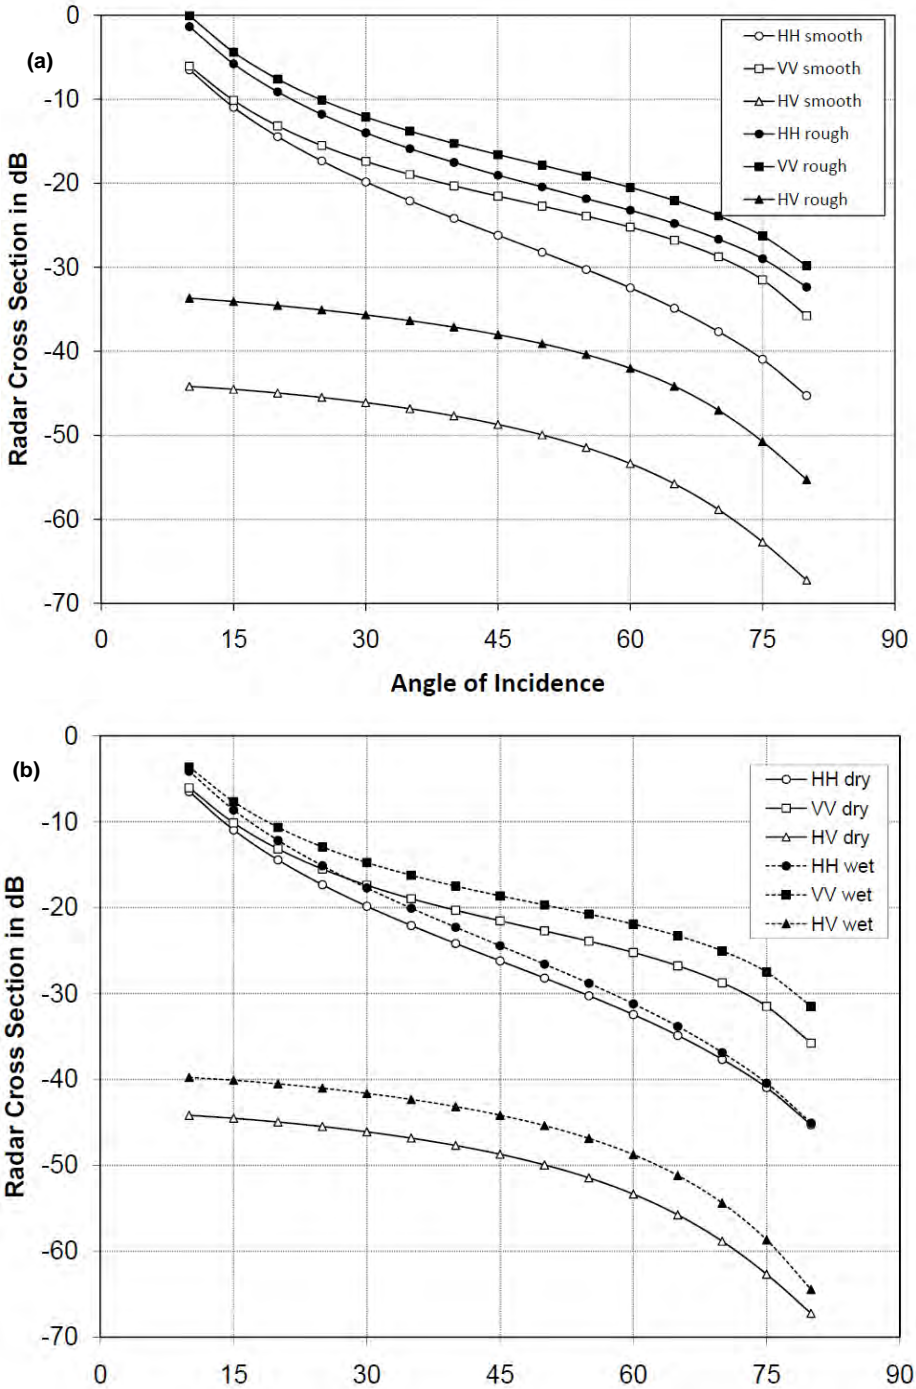 (a)
Radar Cross Section in dB
0
-10
-20
-30
-40
-50
-60
-70
HH smooth
VV smooth
HV smooth
HH rough
VV rough
HV rough
0 15 30 45 60 75 90
Angle of Incidence
(b)
Radar Cross Section in dB
0
-10
-20
-30
-40
-50
-60
-70
HH dry
VV dry
HV dry
HH wet
VV wet
HV wet
0 15 30 45 60 75 90